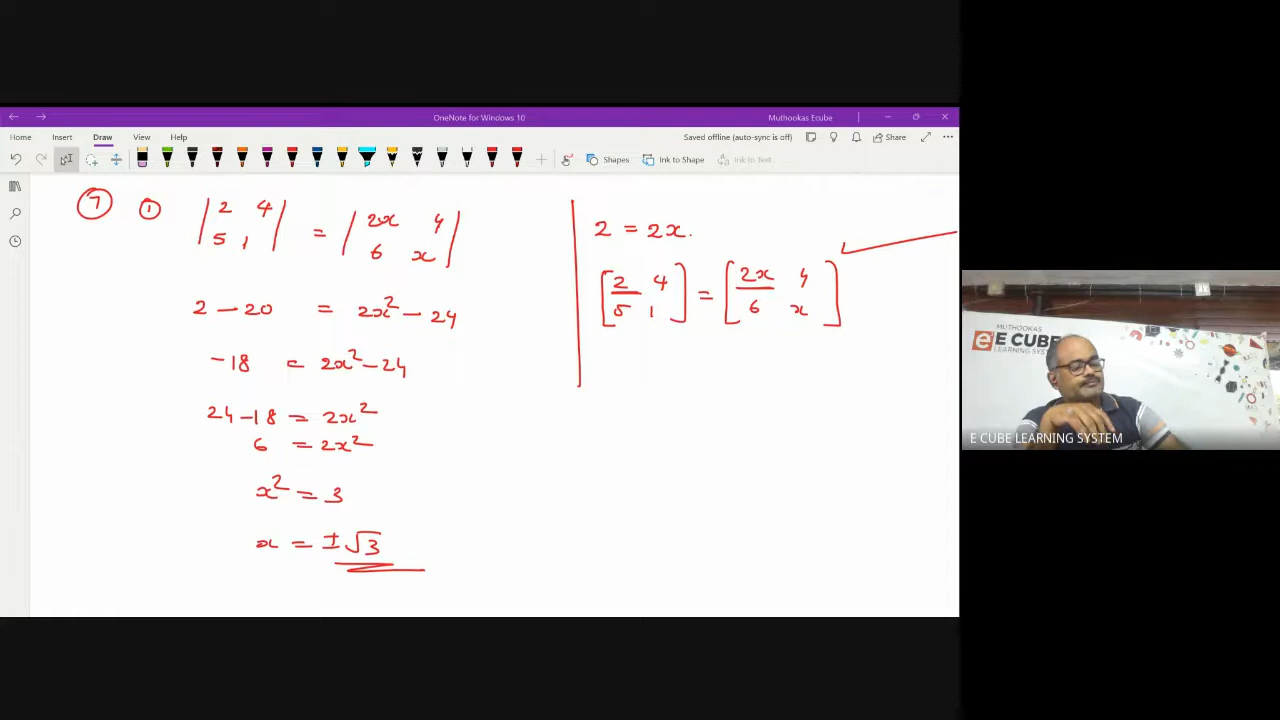 OneNote for Windows 10
Muthookas Ecube
Home Insert Draw View Help
Saved offline (auto-sync is off)
Share
Shapes
Ink to Shape
Ink to Text
7 1 | 2 4 | = | 2x 4 |
| 5 1 | | 6 x |
2 - 20 = 2x² - 24
-18 = 2x² - 24
24 - 18 = 2x²
6 = 2x²
x² = 3
x = ±√3
2 = 2x.
[ 2 4 ] = [ 2x 4 ]
[ 5 1 ] [ 6 x ]
MUTHOOKAS
e E CUBE
LEARNING SYSTEM
E CUBE LEARNING SYSTEM